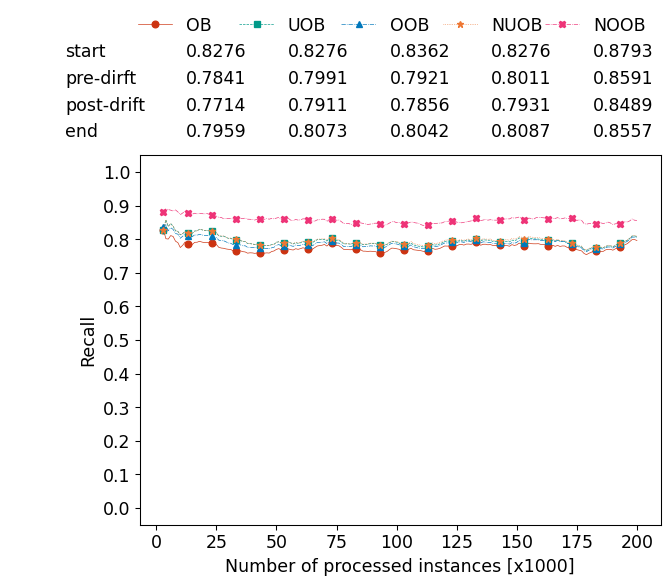 OB UOB OOB NUOB NOOB
start 0.8276 0.8276 0.8362 0.8276 0.8793
pre-dirft 0.7841 0.7991 0.7921 0.8011 0.8591
post-drift 0.7714 0.7911 0.7856 0.7931 0.8489
end 0.7959 0.8073 0.8042 0.8087 0.8557
1.0
0.9
0.8
0.7
0.6
0.5
0.4
0.3
0.2
0.1
0.0
Recall
0 25 50 75 100 125 150 175 200
Number of processed instances [x1000]